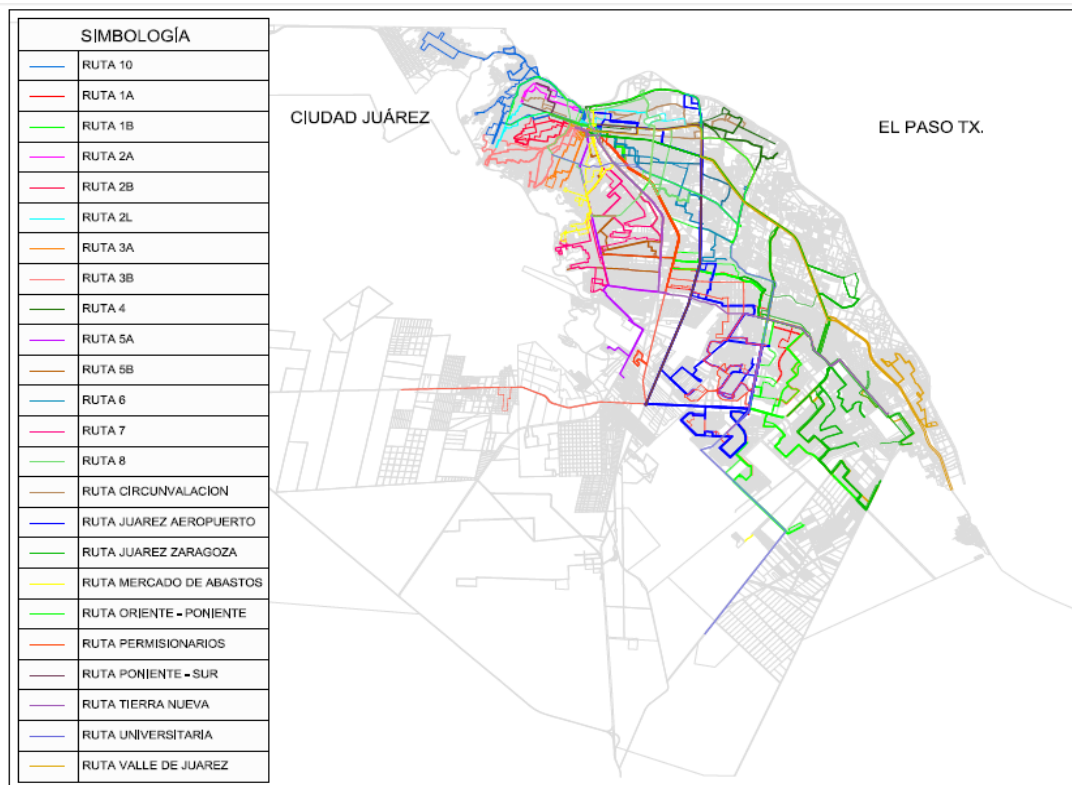 SIMBOLOGÍA
RUTA 10
RUTA 1A
RUTA 1B
RUTA 2A
RUTA 2B
RUTA 2L
RUTA 3A
RUTA 3B
RUTA 4
RUTA 5A
RUTA 5B
RUTA 6
RUTA 7
RUTA 8
RUTA CIRCUNVALACION
RUTA JUAREZ AEROPUERTO
RUTA JUAREZ ZARAGOZA
RUTA MERCADO DE ABASTOS
RUTA ORIENTE - PONIENTE
RUTA PERMISIONARIOS
RUTA PONIENTE - SUR
RUTA TIERRA NUEVA
RUTA UNIVERSITARIA
RUTA VALLE DE JUAREZ
CIUDAD JUÁREZ
EL PASO TX.